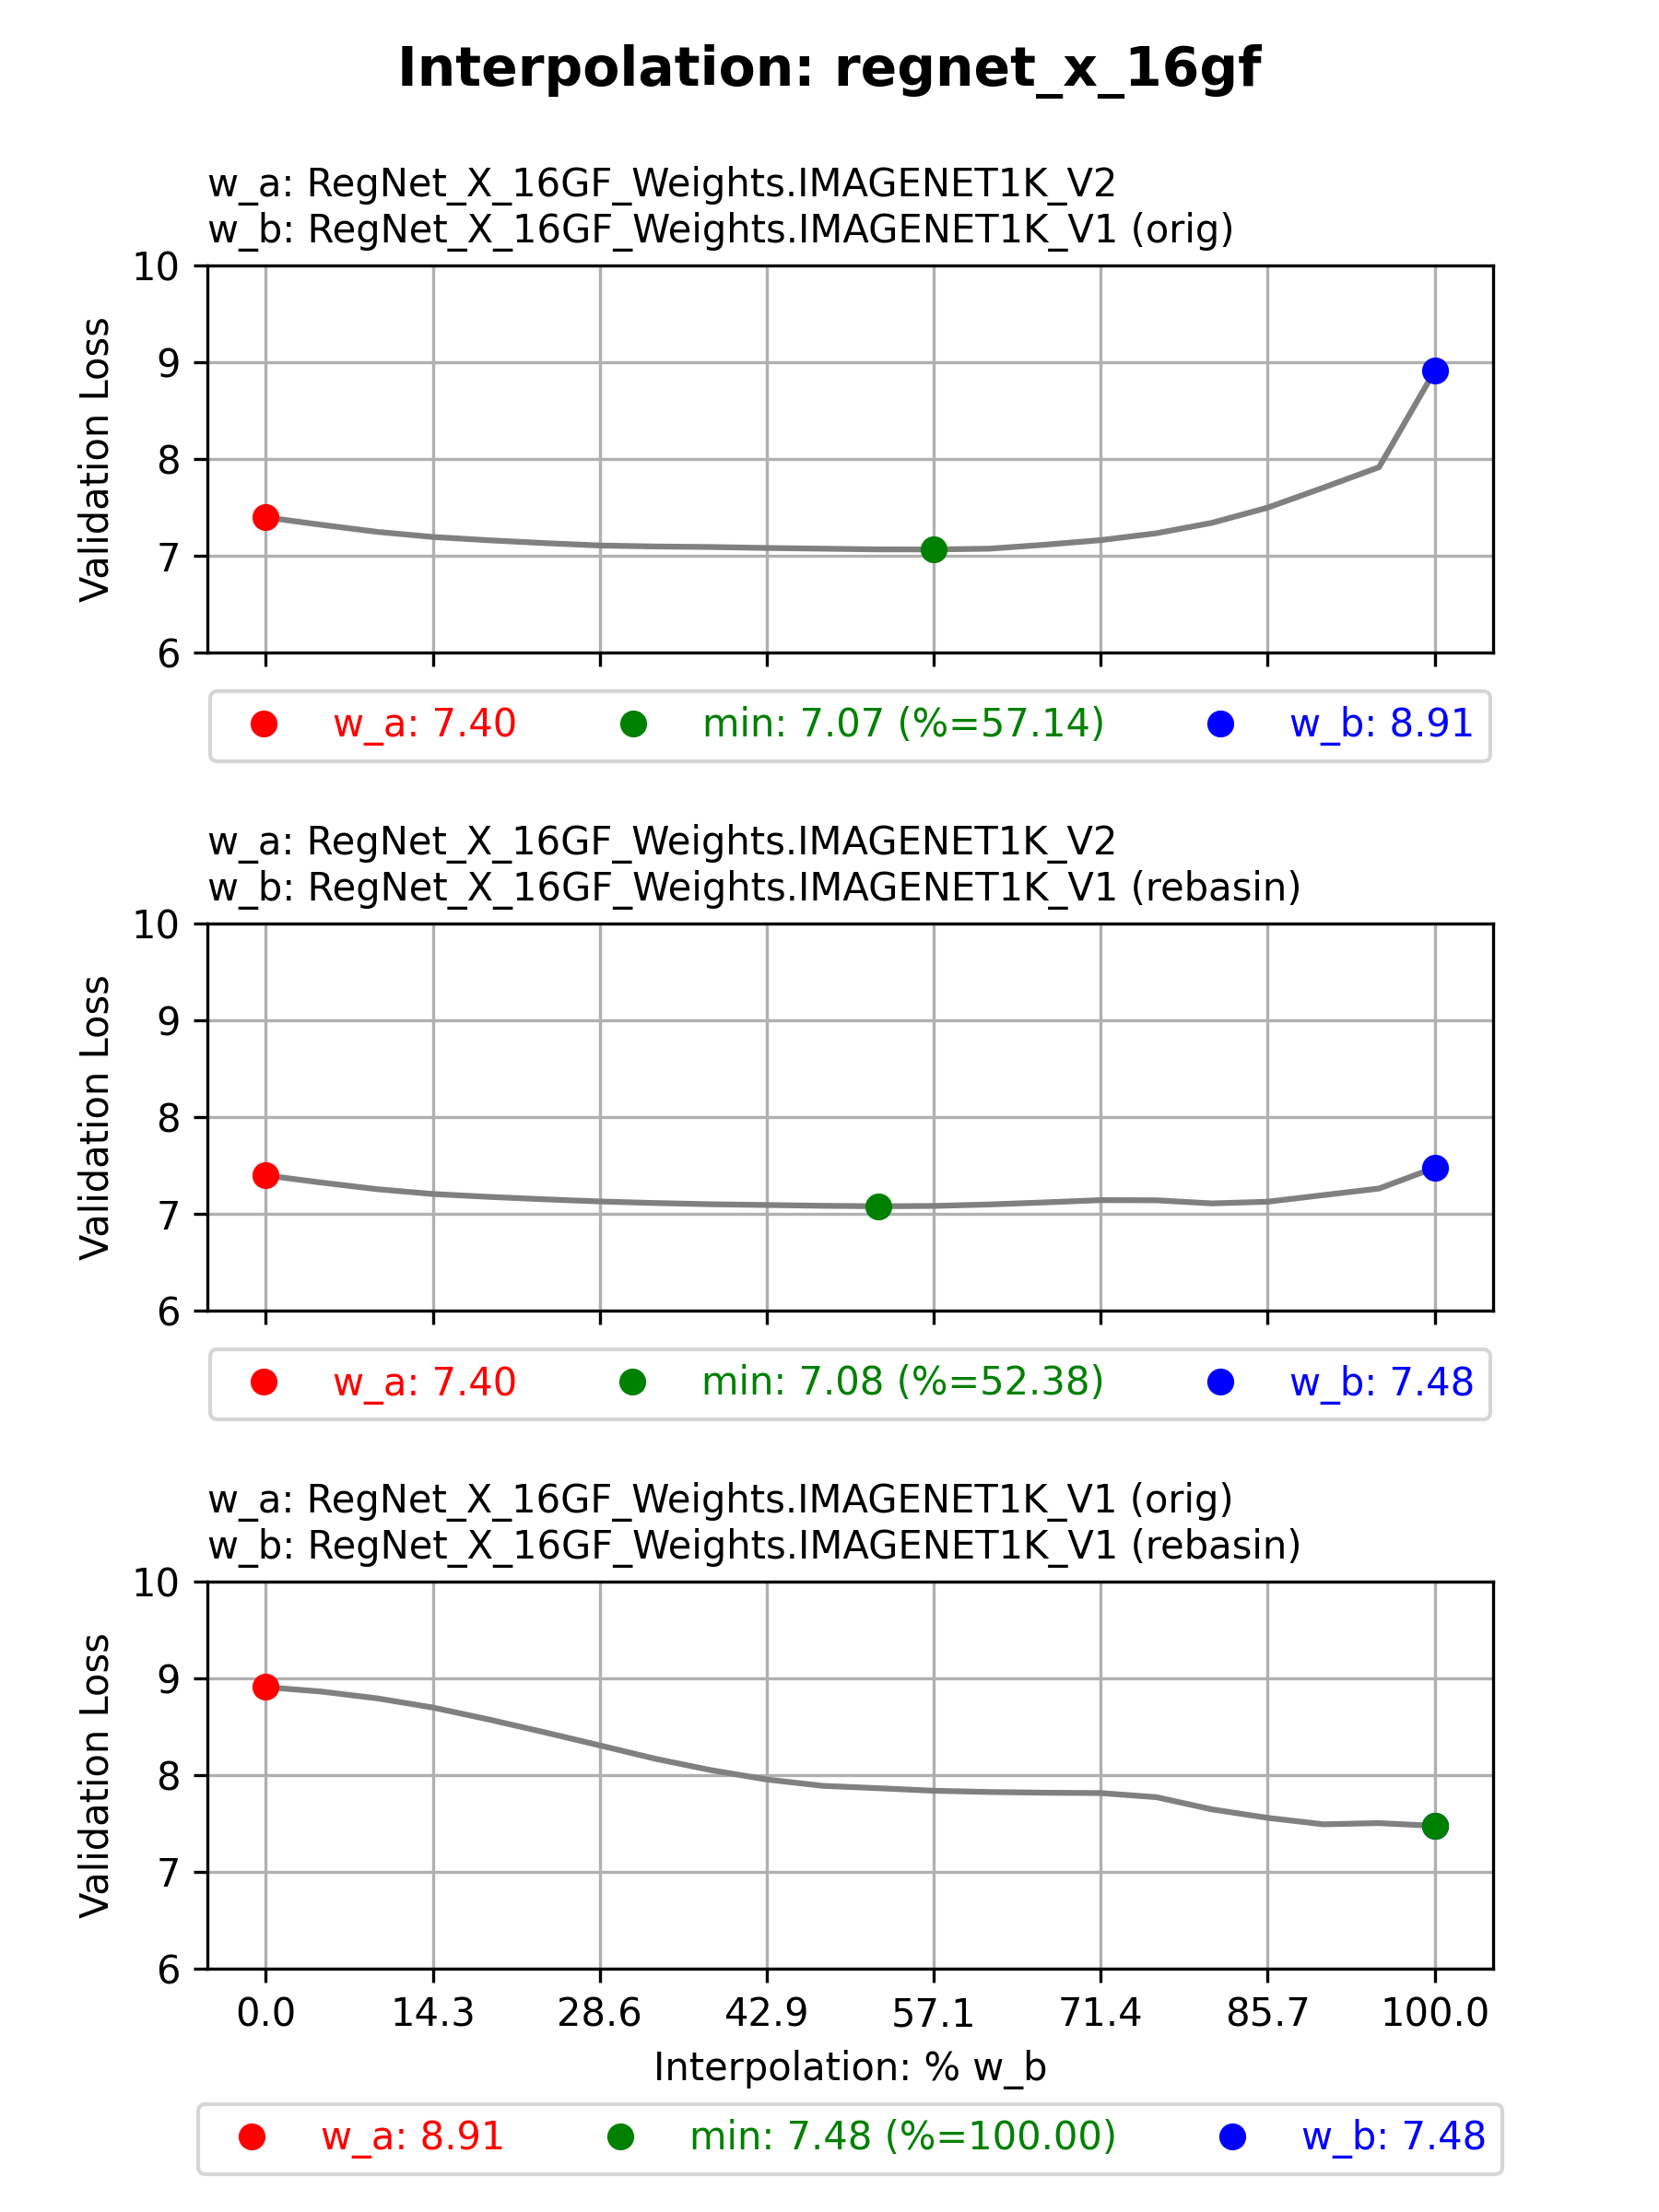 Interpolation: regnet_x_16gf
w_a: RegNet_X_16GF_Weights.IMAGENET1K_V2
w_b: RegNet_X_16GF_Weights.IMAGENET1K_V1 (orig)
10
9
8
7
6
Validation Loss
w_a: 7.40 min: 7.07 (%=57.14) w_b: 8.91
w_a: RegNet_X_16GF_Weights.IMAGENET1K_V2
w_b: RegNet_X_16GF_Weights.IMAGENET1K_V1 (rebasin)
10
9
8
7
6
Validation Loss
w_a: 7.40 min: 7.08 (%=52.38) w_b: 7.48
w_a: RegNet_X_16GF_Weights.IMAGENET1K_V1 (orig)
w_b: RegNet_X_16GF_Weights.IMAGENET1K_V1 (rebasin)
10
9
8
7
6
Validation Loss
0.0 14.3 28.6 42.9 57.1 71.4 85.7 100.0
Interpolation: % w_b
w_a: 8.91 min: 7.48 (%=100.00) w_b: 7.48